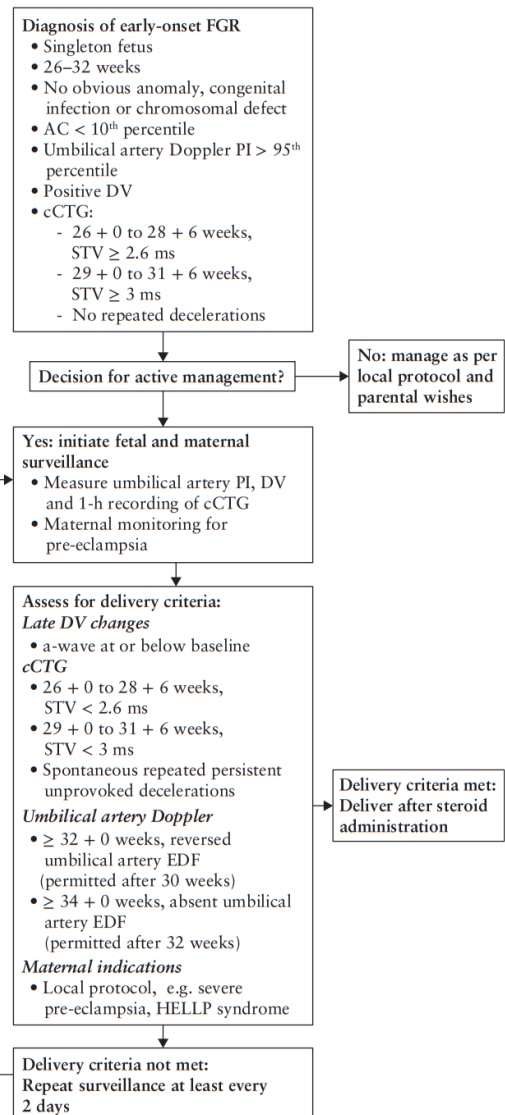 Diagnosis of early-onset FGR
• Singleton fetus
• 26–32 weeks
• No obvious anomaly, congenital
infection or chromosomal defect
• AC < 10th percentile
• Umbilical artery Doppler PI > 95th
percentile
• Positive DV
• cCTG:
- 26 + 0 to 28 + 6 weeks,
STV ≥ 2.6 ms
- 29 + 0 to 31 + 6 weeks,
STV ≥ 3 ms
- No repeated decelerations
Decision for active management?
No: manage as per
local protocol and
parental wishes
Yes: initiate fetal and maternal
surveillance
• Measure umbilical artery PI, DV
and 1-h recording of cCTG
• Maternal monitoring for
pre-eclampsia
Assess for delivery criteria:
Late DV changes
• a-wave at or below baseline
cCTG
• 26 + 0 to 28 + 6 weeks,
STV < 2.6 ms
• 29 + 0 to 31 + 6 weeks,
STV < 3 ms
• Spontaneous repeated persistent
unprovoked decelerations
Umbilical artery Doppler
• ≥ 32 + 0 weeks, reversed
umbilical artery EDF
(permitted after 30 weeks)
• ≥ 34 + 0 weeks, absent umbilical
artery EDF
(permitted after 32 weeks)
Maternal indications
• Local protocol, e.g. severe
pre-eclampsia, HELLP syndrome
Delivery criteria met:
Deliver after steroid
administration
Delivery criteria not met:
Repeat surveillance at least every
2 days